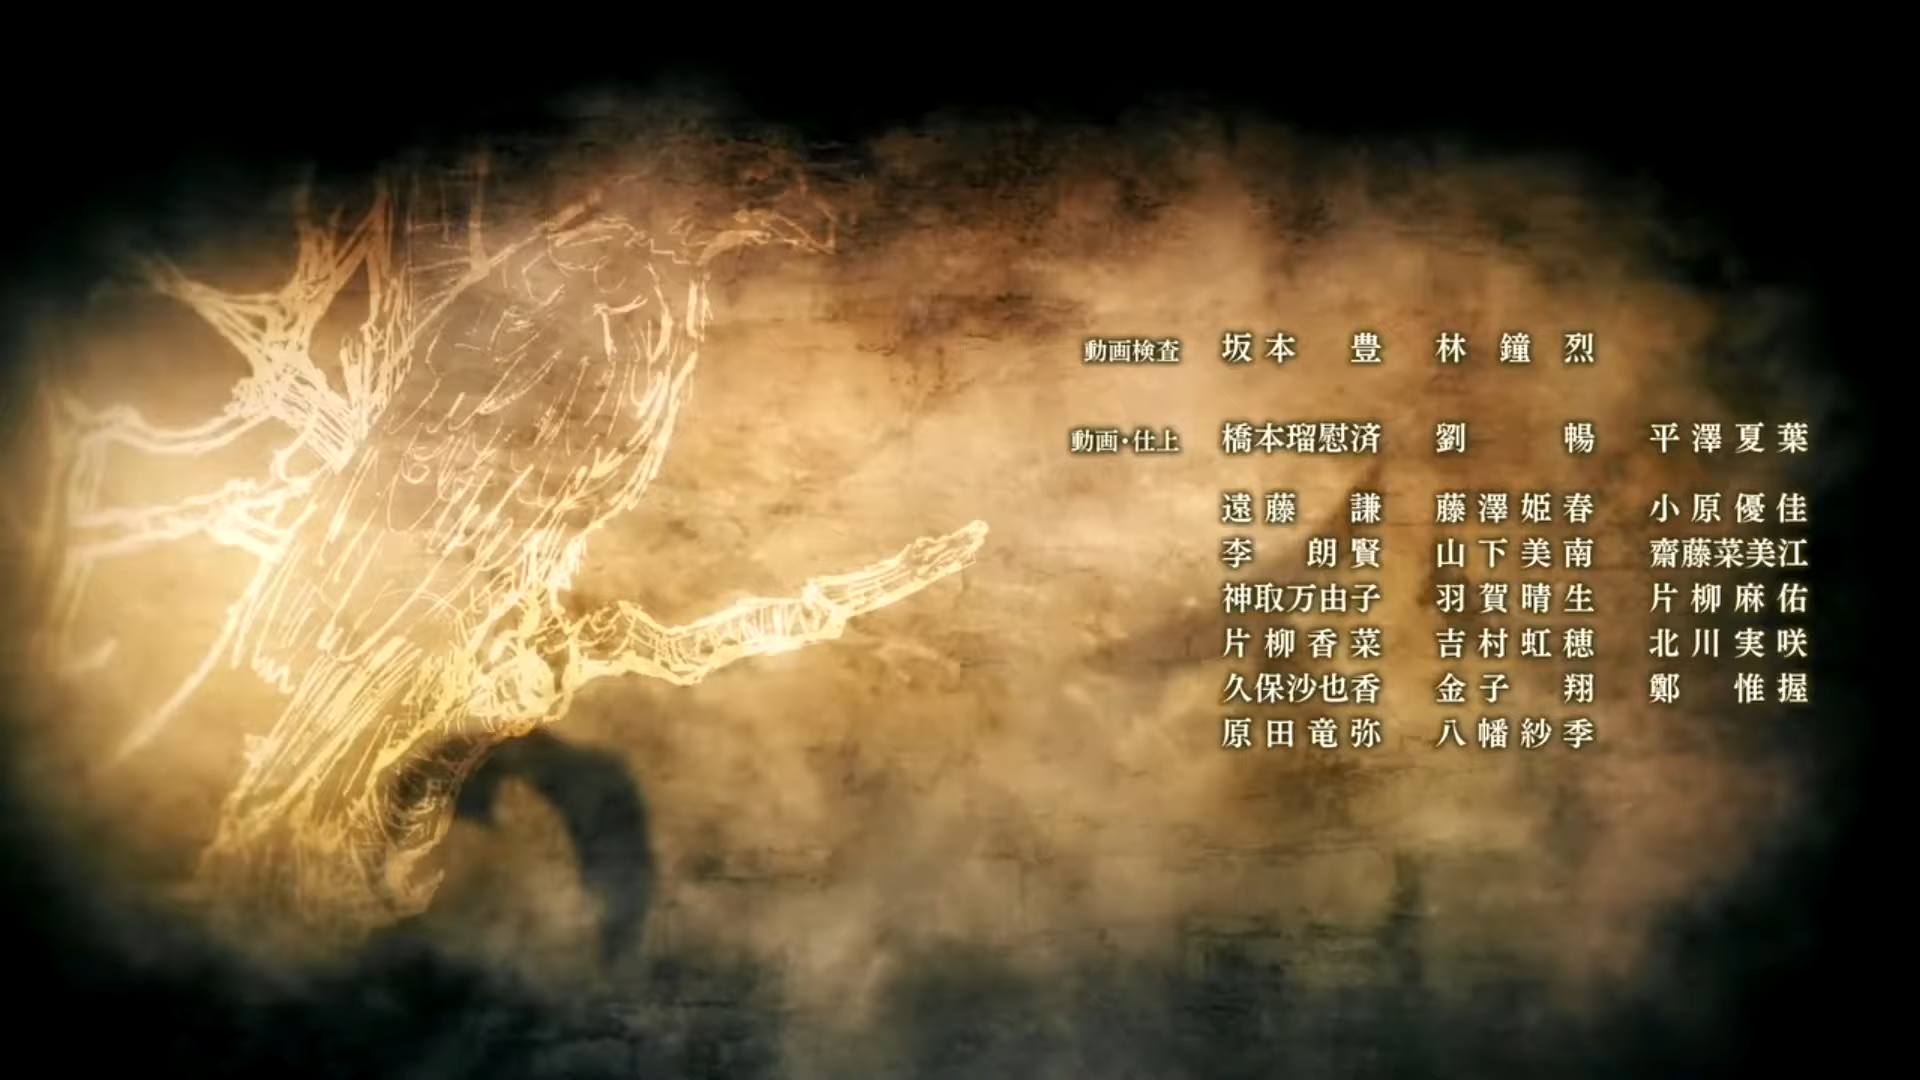 動画検査 坂本 豊 林 鐘 烈
動画・仕上 橋本瑠慰済 劉 暢 平澤夏葉
遠藤 謙 藤澤姫春 小原優佳
李 朗賢 山下美南 齋藤菜美江
神取万由子 羽賀晴生 片柳麻佑
片柳香菜 吉村虹穂 北川実咲
久保沙也香 金子 翔 鄭 惟握
原田竜弥 八幡紗季